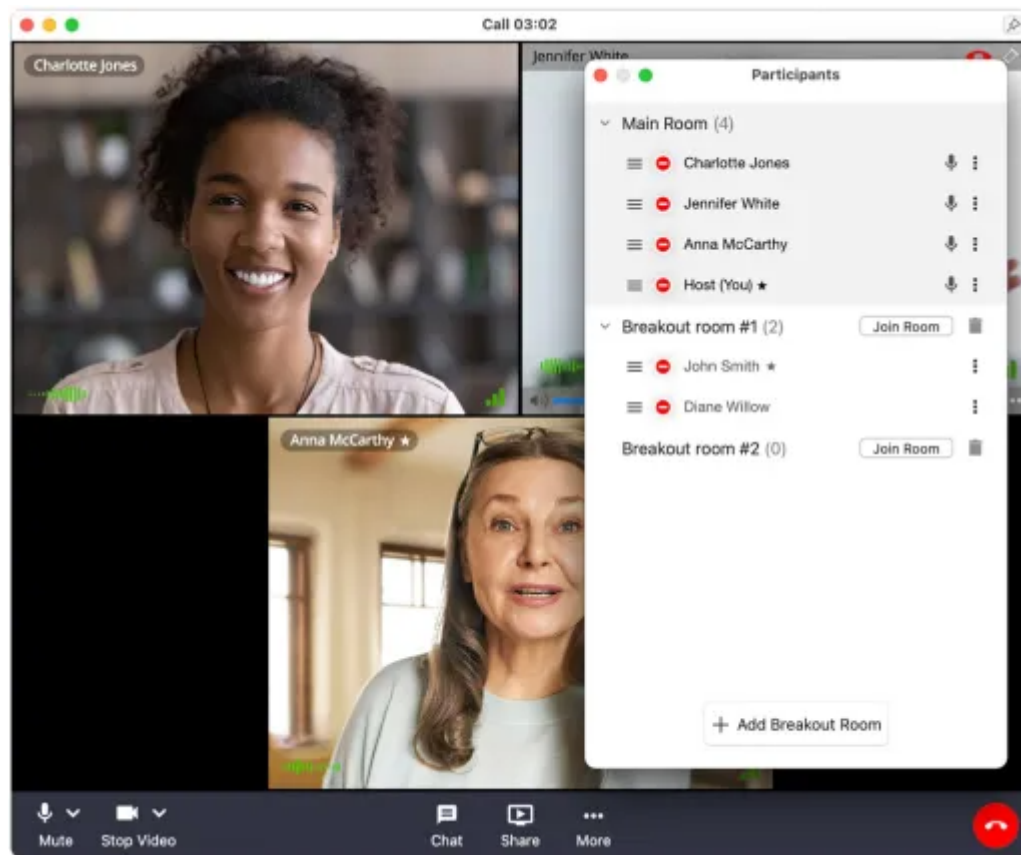 Call 03:02
Charlotte Jones
Jennifer White
Participants
Main Room (4)
Charlotte Jones
Jennifer White
Anna McCarthy
Host (You) ★
Breakout room #1 (2) Join Room
John Smith ★
Diane Willow
Breakout room #2 (0) Join Room
Anna McCarthy ★
+ Add Breakout Room
Mute Stop Video Chat Share More